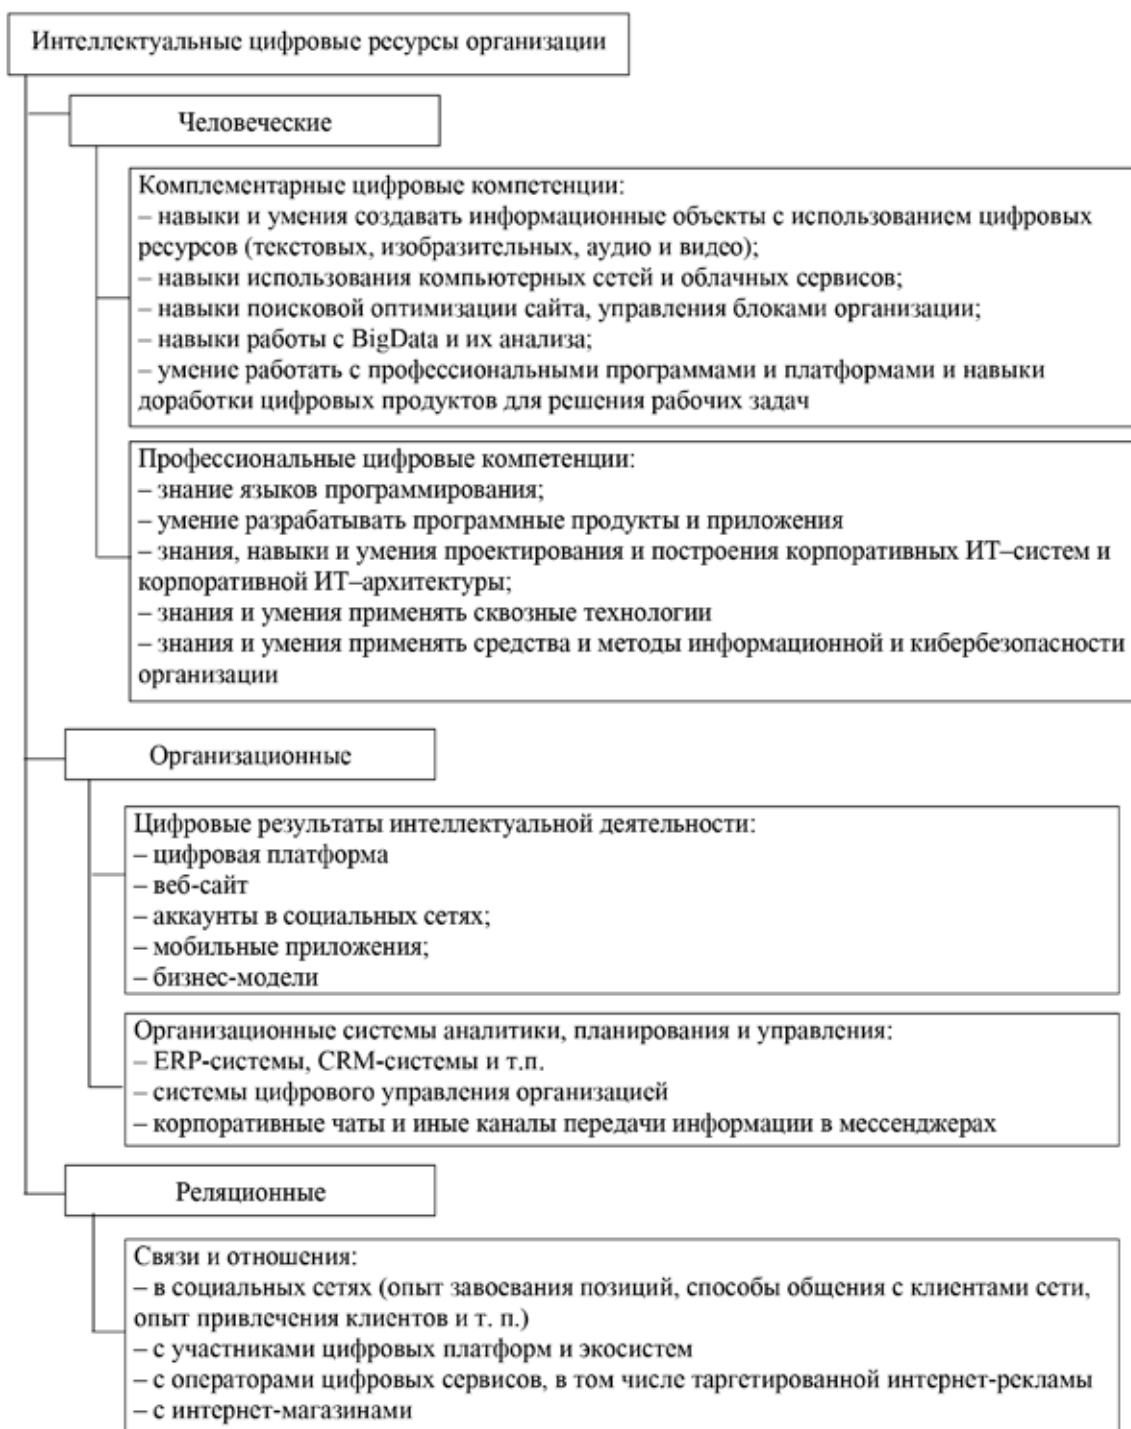 Интеллектуальные цифровые ресурсы организации
Человеческие
Комплементарные цифровые компетенции:
– навыки и умения создавать информационные объекты с использованием цифровых
ресурсов (текстовых, изобразительных, аудио и видео);
– навыки использования компьютерных сетей и облачных сервисов;
– навыки поисковой оптимизации сайта, управления блоками организации;
– навыки работы с BigData и их анализа;
– умение работать с профессиональными программами и платформами и навыки
доработки цифровых продуктов для решения рабочих задач
Профессиональные цифровые компетенции:
– знание языков программирования;
– умение разрабатывать программные продукты и приложения
– знания, навыки и умения проектирования и построения корпоративных ИТ–систем и
корпоративной ИТ–архитектуры;
– знания и умения применять сквозные технологии
– знания и умения применять средства и методы информационной и кибербезопасности
организации
Организационные
Цифровые результаты интеллектуальной деятельности:
– цифровая платформа
– веб-сайт
– аккаунты в социальных сетях;
– мобильные приложения;
– бизнес-модели
Организационные системы аналитики, планирования и управления:
– ERP-системы, CRM-системы и т.п.
– системы цифрового управления организацией
– корпоративные чаты и иные каналы передачи информации в мессенджерах
Реляционные
Связи и отношения:
– в социальных сетях (опыт завоевания позиций, способы общения с клиентами сети,
опыт привлечения клиентов и т. п.)
– с участниками цифровых платформ и экосистем
– с операторами цифровых сервисов, в том числе таргетированной интернет-рекламы
– с интернет-магазинами